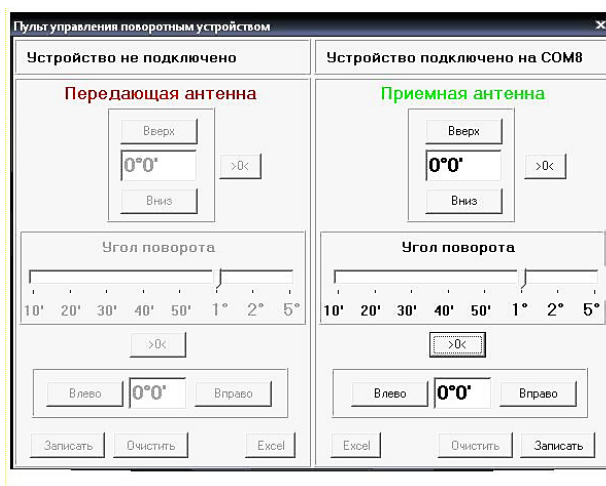 Пульт управления поворотным устройством
Устройство не подключено
Передающая антенна
Вверх
0°0'
>0<
Вниз
Угол поворота
10' 20' 30' 40' 50' 1° 2° 5°
>0<
Влево 0°0' Вправо
Записать Очистить Excel
Устройство подключено на COM8
Приемная антенна
Вверх
0°0'
>0<
Вниз
Угол поворота
10' 20' 30' 40' 50' 1° 2° 5°
>0<
Влево 0°0' Вправо
Excel Очистить Записать